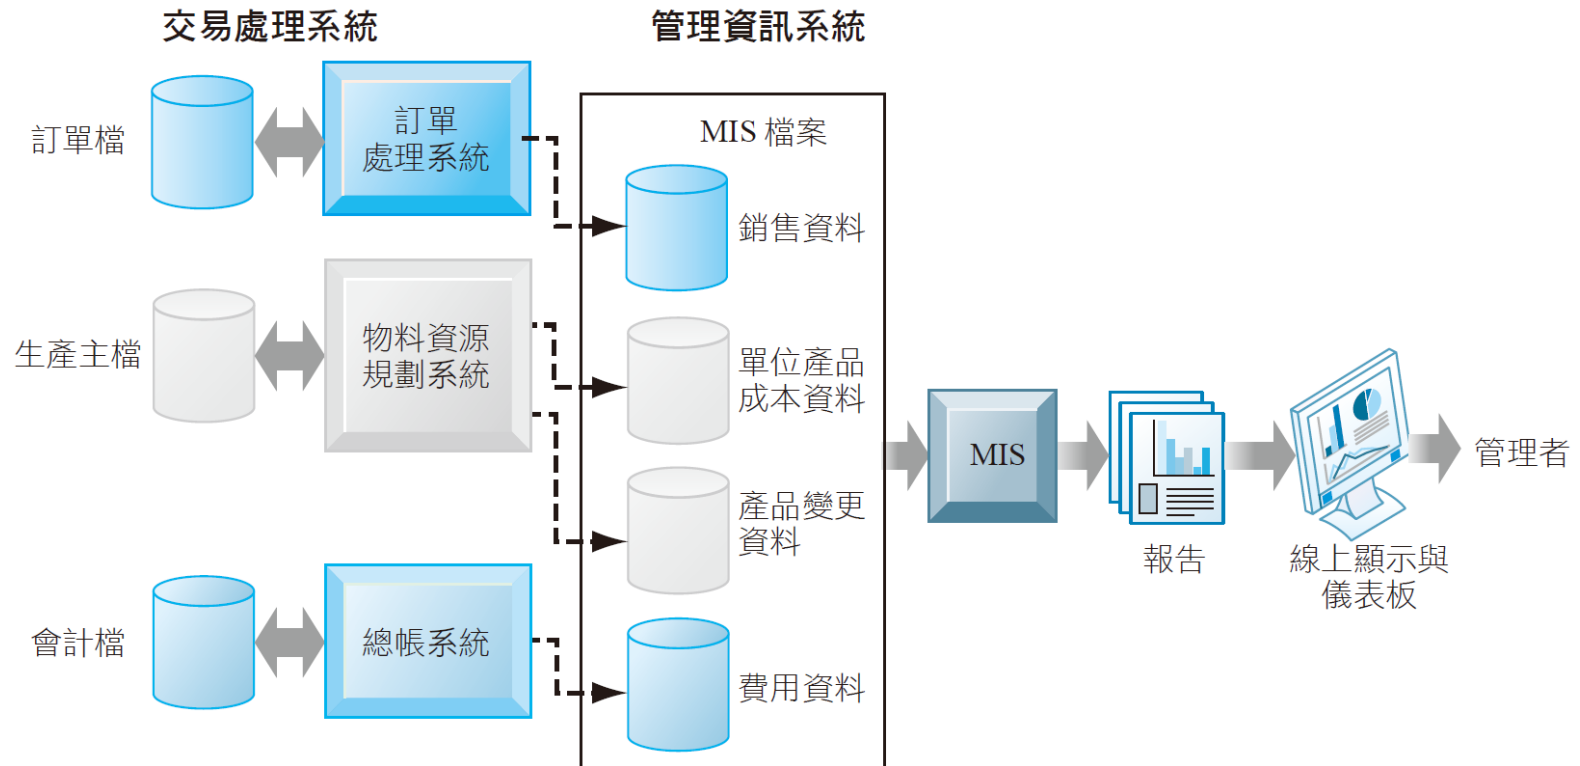 交易處理系統
管理資訊系統
訂單檔
訂單
處理系統
MIS 檔案
銷售資料
生產主檔
物料資源
規劃系統
單位產品
成本資料
產品變更
資料
會計檔
總帳系統
費用資料
MIS
報告
線上顯示與
儀表板
管理者